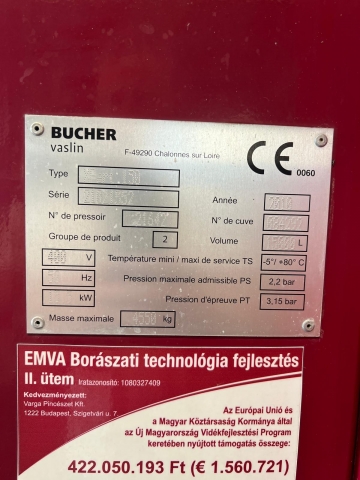 BUCHER
vaslin
F-49290 Chalonnes sur Loire
CE 0060
Type
Série
Année
N° de pressoir
N° de cuve
Groupe de produit 2
Volume L
V
Température mini / maxi de service TS -5°/ +80° C
Hz
Pression maximale admissible PS 2,2 bar
kW
Pression d'épreuve PT 3,15 bar
Masse maximale 4550 kg
EMVA Borászati technológia fejlesztés
II. ütem Iratazonosító: 1080327409
Kedvezményezett:
Varga Pincészet Kft.
1222 Budapest, Szigetvári u. 7.
Az Európai Unió és
a Magyar Köztársaság Kormánya által
az Új Magyarország Vidékfejlesztési Program
keretében nyújtott támogatás összege:
422.050.193 Ft (€ 1.560.721)